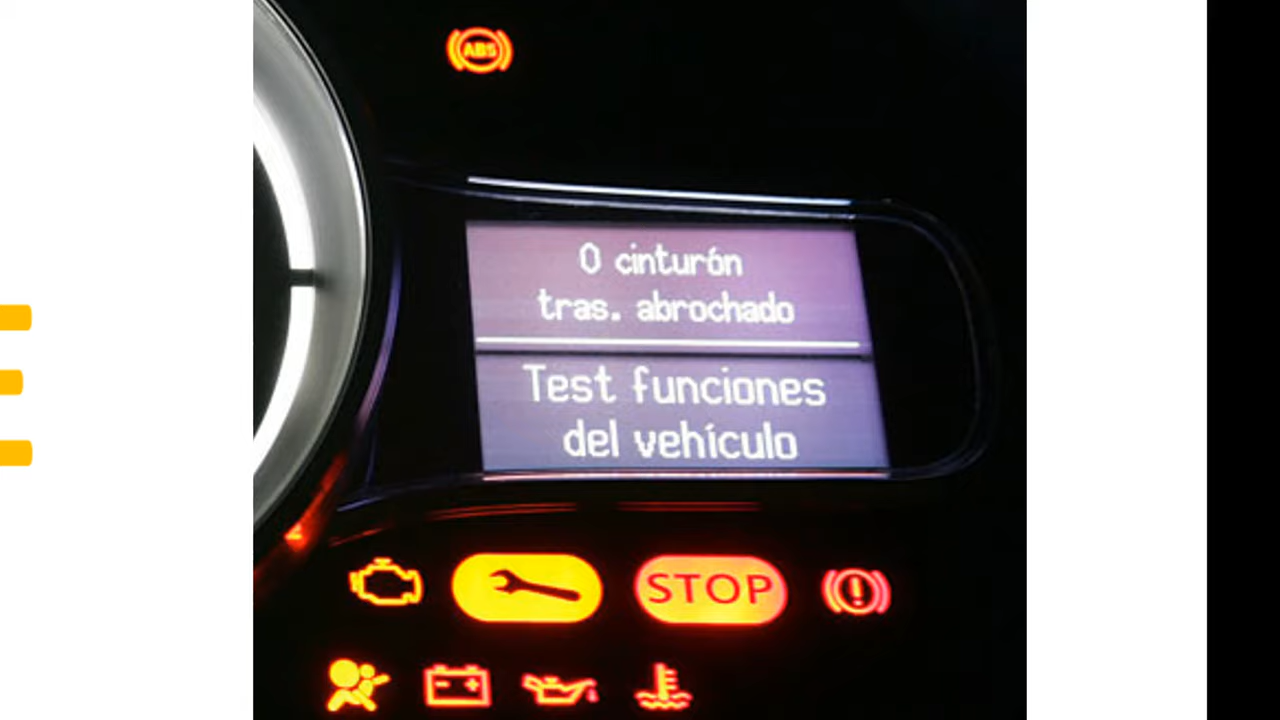 ABS
0 cinturón
tras. abrochado
Test funciones
del vehículo
STOP